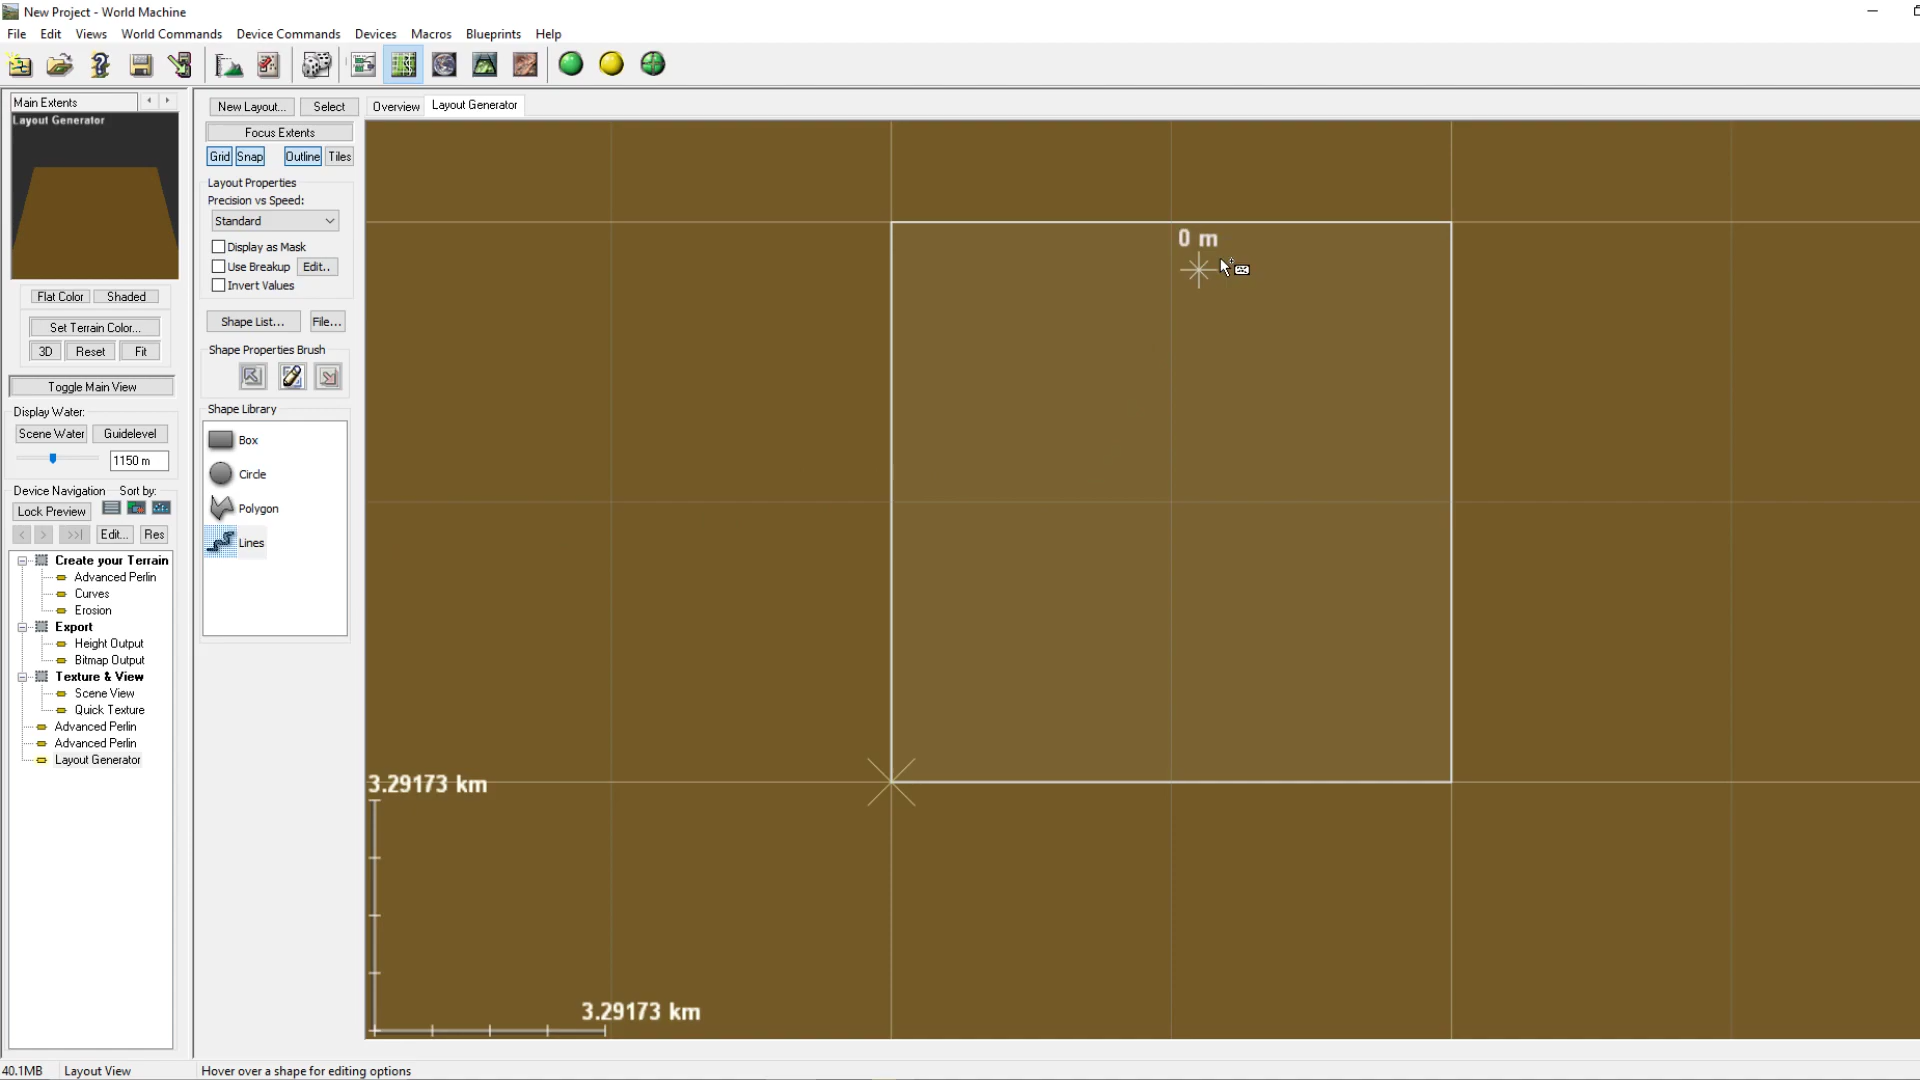 New Project - World Machine
File Edit Views World Commands Device Commands Devices Macros Blueprints Help
Main Extents
Layout Generator
Flat Color Shaded
Set Terrain Color...
3D Reset Fit
Toggle Main View
Display Water:
Scene Water Guidelevel
1150 m
Device Navigation Sort by:
Lock Preview
< > >>| Edit... Res
Create your Terrain
Advanced Perlin
Curves
Erosion
Export
Height Output
Bitmap Output
Texture & View
Scene View
Quick Texture
Advanced Perlin
Advanced Perlin
Layout Generator
New Layout... Select
Focus Extents
Grid Snap Outline Tiles
Layout Properties
Precision vs Speed:
Standard
Display as Mask
Use Breakup Edit..
Invert Values
Shape List... File...
Shape Properties Brush
Shape Library
Box
Circle
Polygon
Lines
Overview Layout Generator
0 m
3.29173 km
3.29173 km
40.1MB Layout View Hover over a shape for editing options